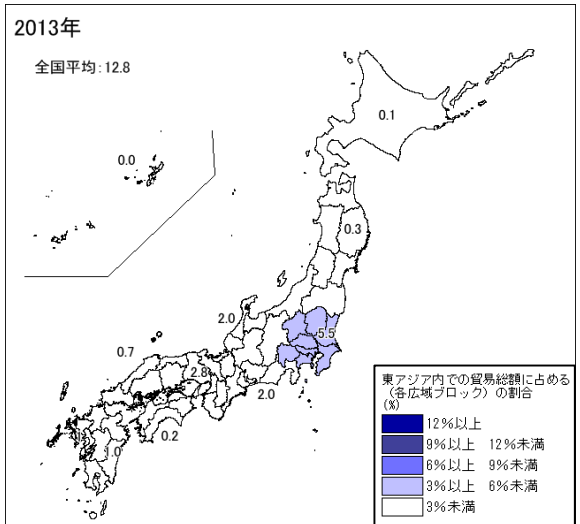 2013年
全国平均:12.8
0.1
0.0
0.3
2.0
5.5
0.7
2.8
2.0
0.2
1.0
東アジア内での貿易総額に占める
(各広域ブロック)の割合
(%)
12%以上
9%以上 12%未満
6%以上 9%未満
3%以上 6%未満
3%未満